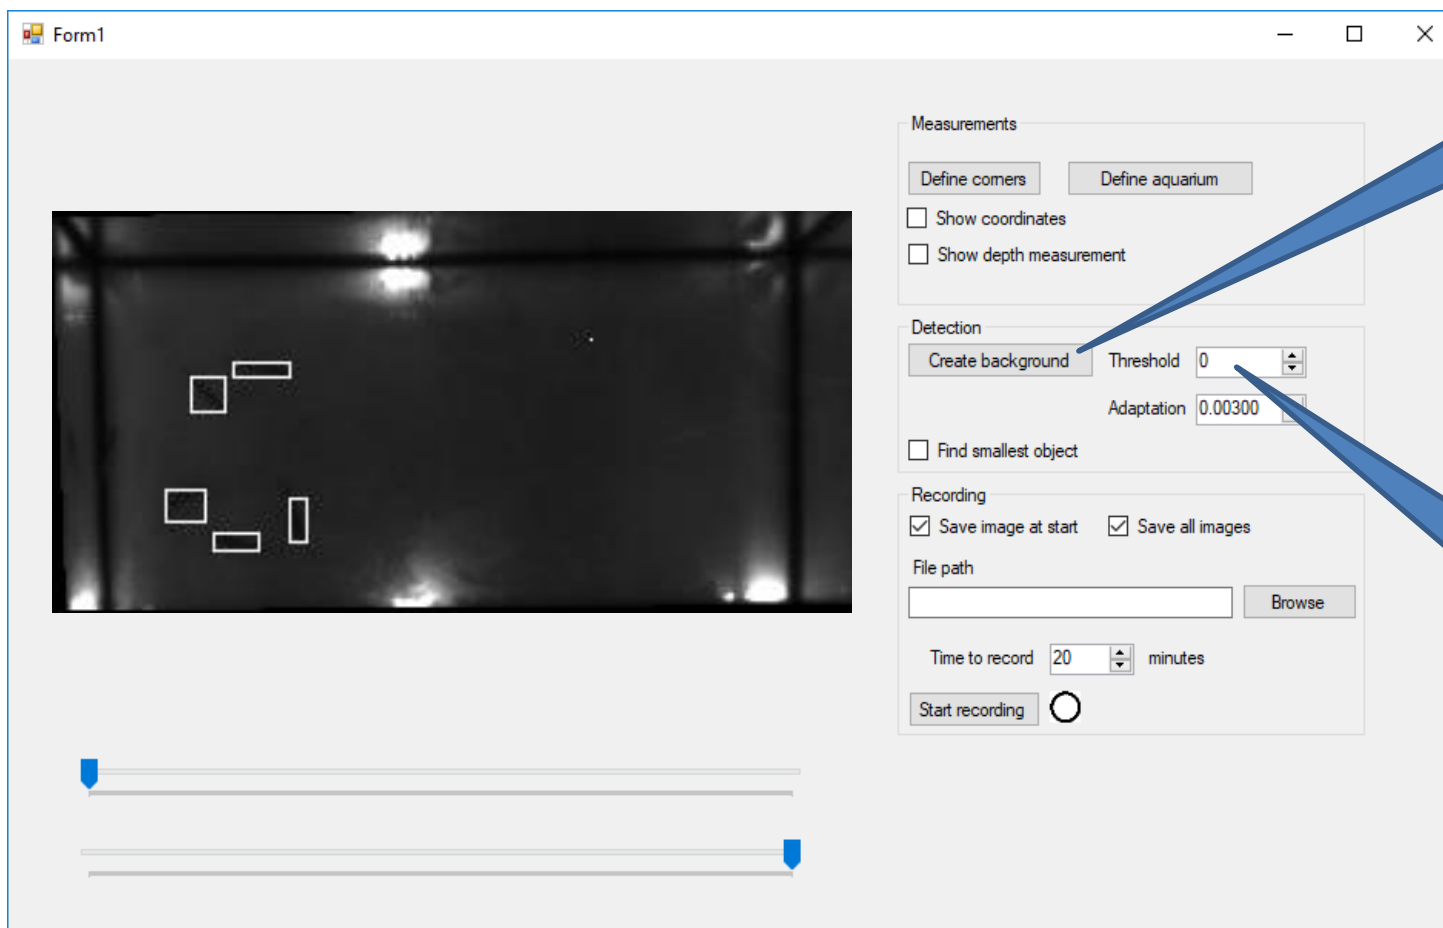 Form1
Measurements
Define corners Define aquarium
Show coordinates
Show depth measurement
Detection
Create background Threshold 0
Adaptation 0.00300
Find smallest object
Recording
Save image at start Save all images
File path
Browse
Time to record 20 minutes
Start recording